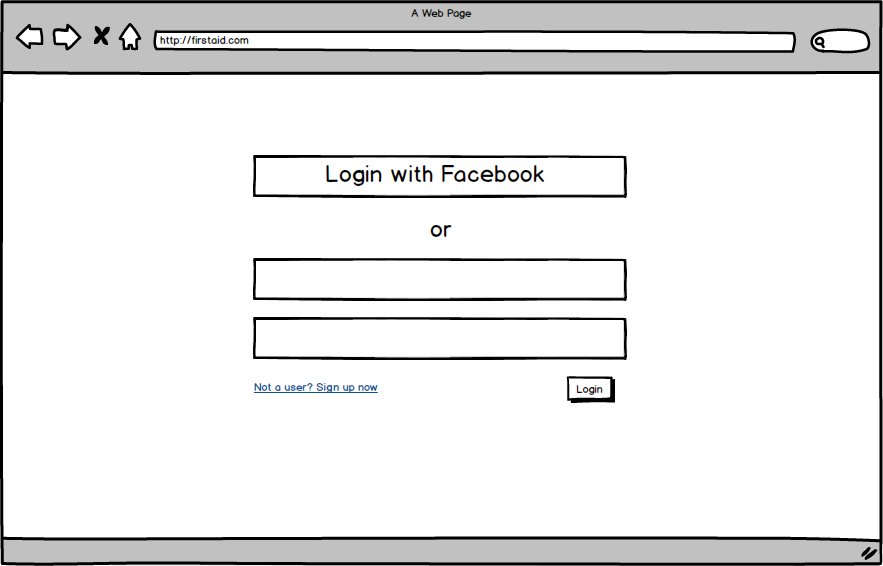 A Web Page
http://firstaid.com
Login with Facebook
or
Not a user? Sign up now
Login